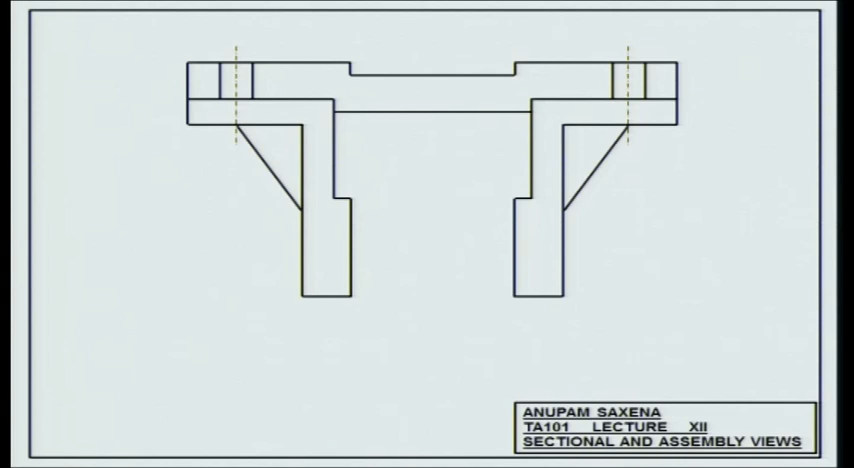 ANUPAM SAXENA
TA101 LECTURE XII
SECTIONAL AND ASSEMBLY VIEWS